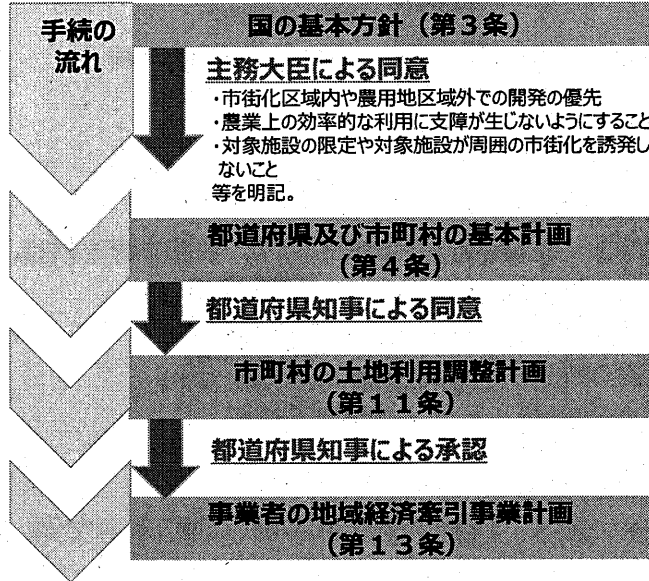 手続の
流れ
国の基本方針（第３条）
主務大臣による同意
・市街化区域内や農用地区域外での開発の優先
・農業上の効率的な利用に支障が生じないようにすること
・対象施設の限定や対象施設が周囲の市街化を誘発し
ないこと
等を明記。
都道府県及び市町村の基本計画
（第４条）
都道府県知事による同意
市町村の土地利用調整計画
（第１１条）
都道府県知事による承認
事業者の地域経済牽引事業計画
（第１３条）